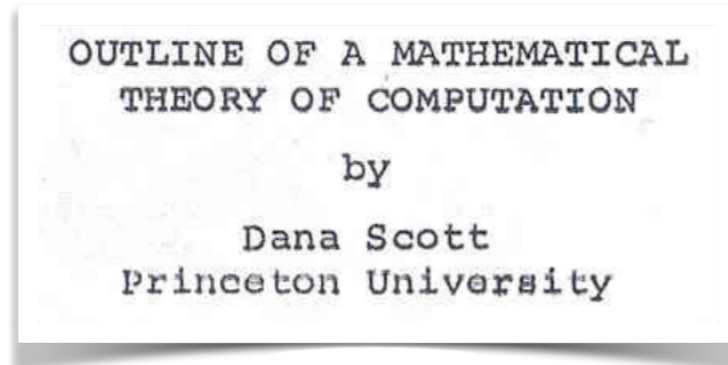 OUTLINE OF A MATHEMATICAL
THEORY OF COMPUTATION
by
Dana Scott
Princeton University